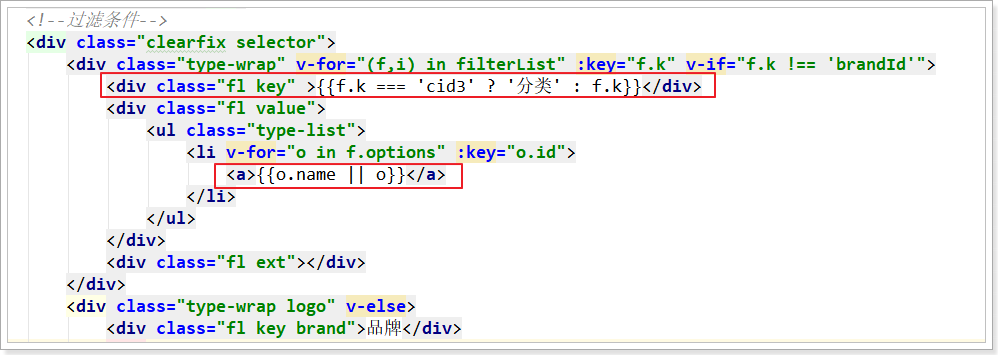 <!--过滤条件-->
<div class="clearfix selector">
<div class="type-wrap" v-for="(f,i) in filterList" :key="f.k" v-if="f.k !== 'brandId'">
<div class="fl key" >{{f.k === 'cid3' ? '分类' : f.k}}</div>
<div class="fl value">
<ul class="type-list">
<li v-for="o in f.options" :key="o.id">
<a>{{o.name || o}}</a>
</li>
</ul>
</div>
<div class="fl ext"></div>
</div>
<div class="type-wrap logo" v-else>
<div class="fl key brand">品牌</div>